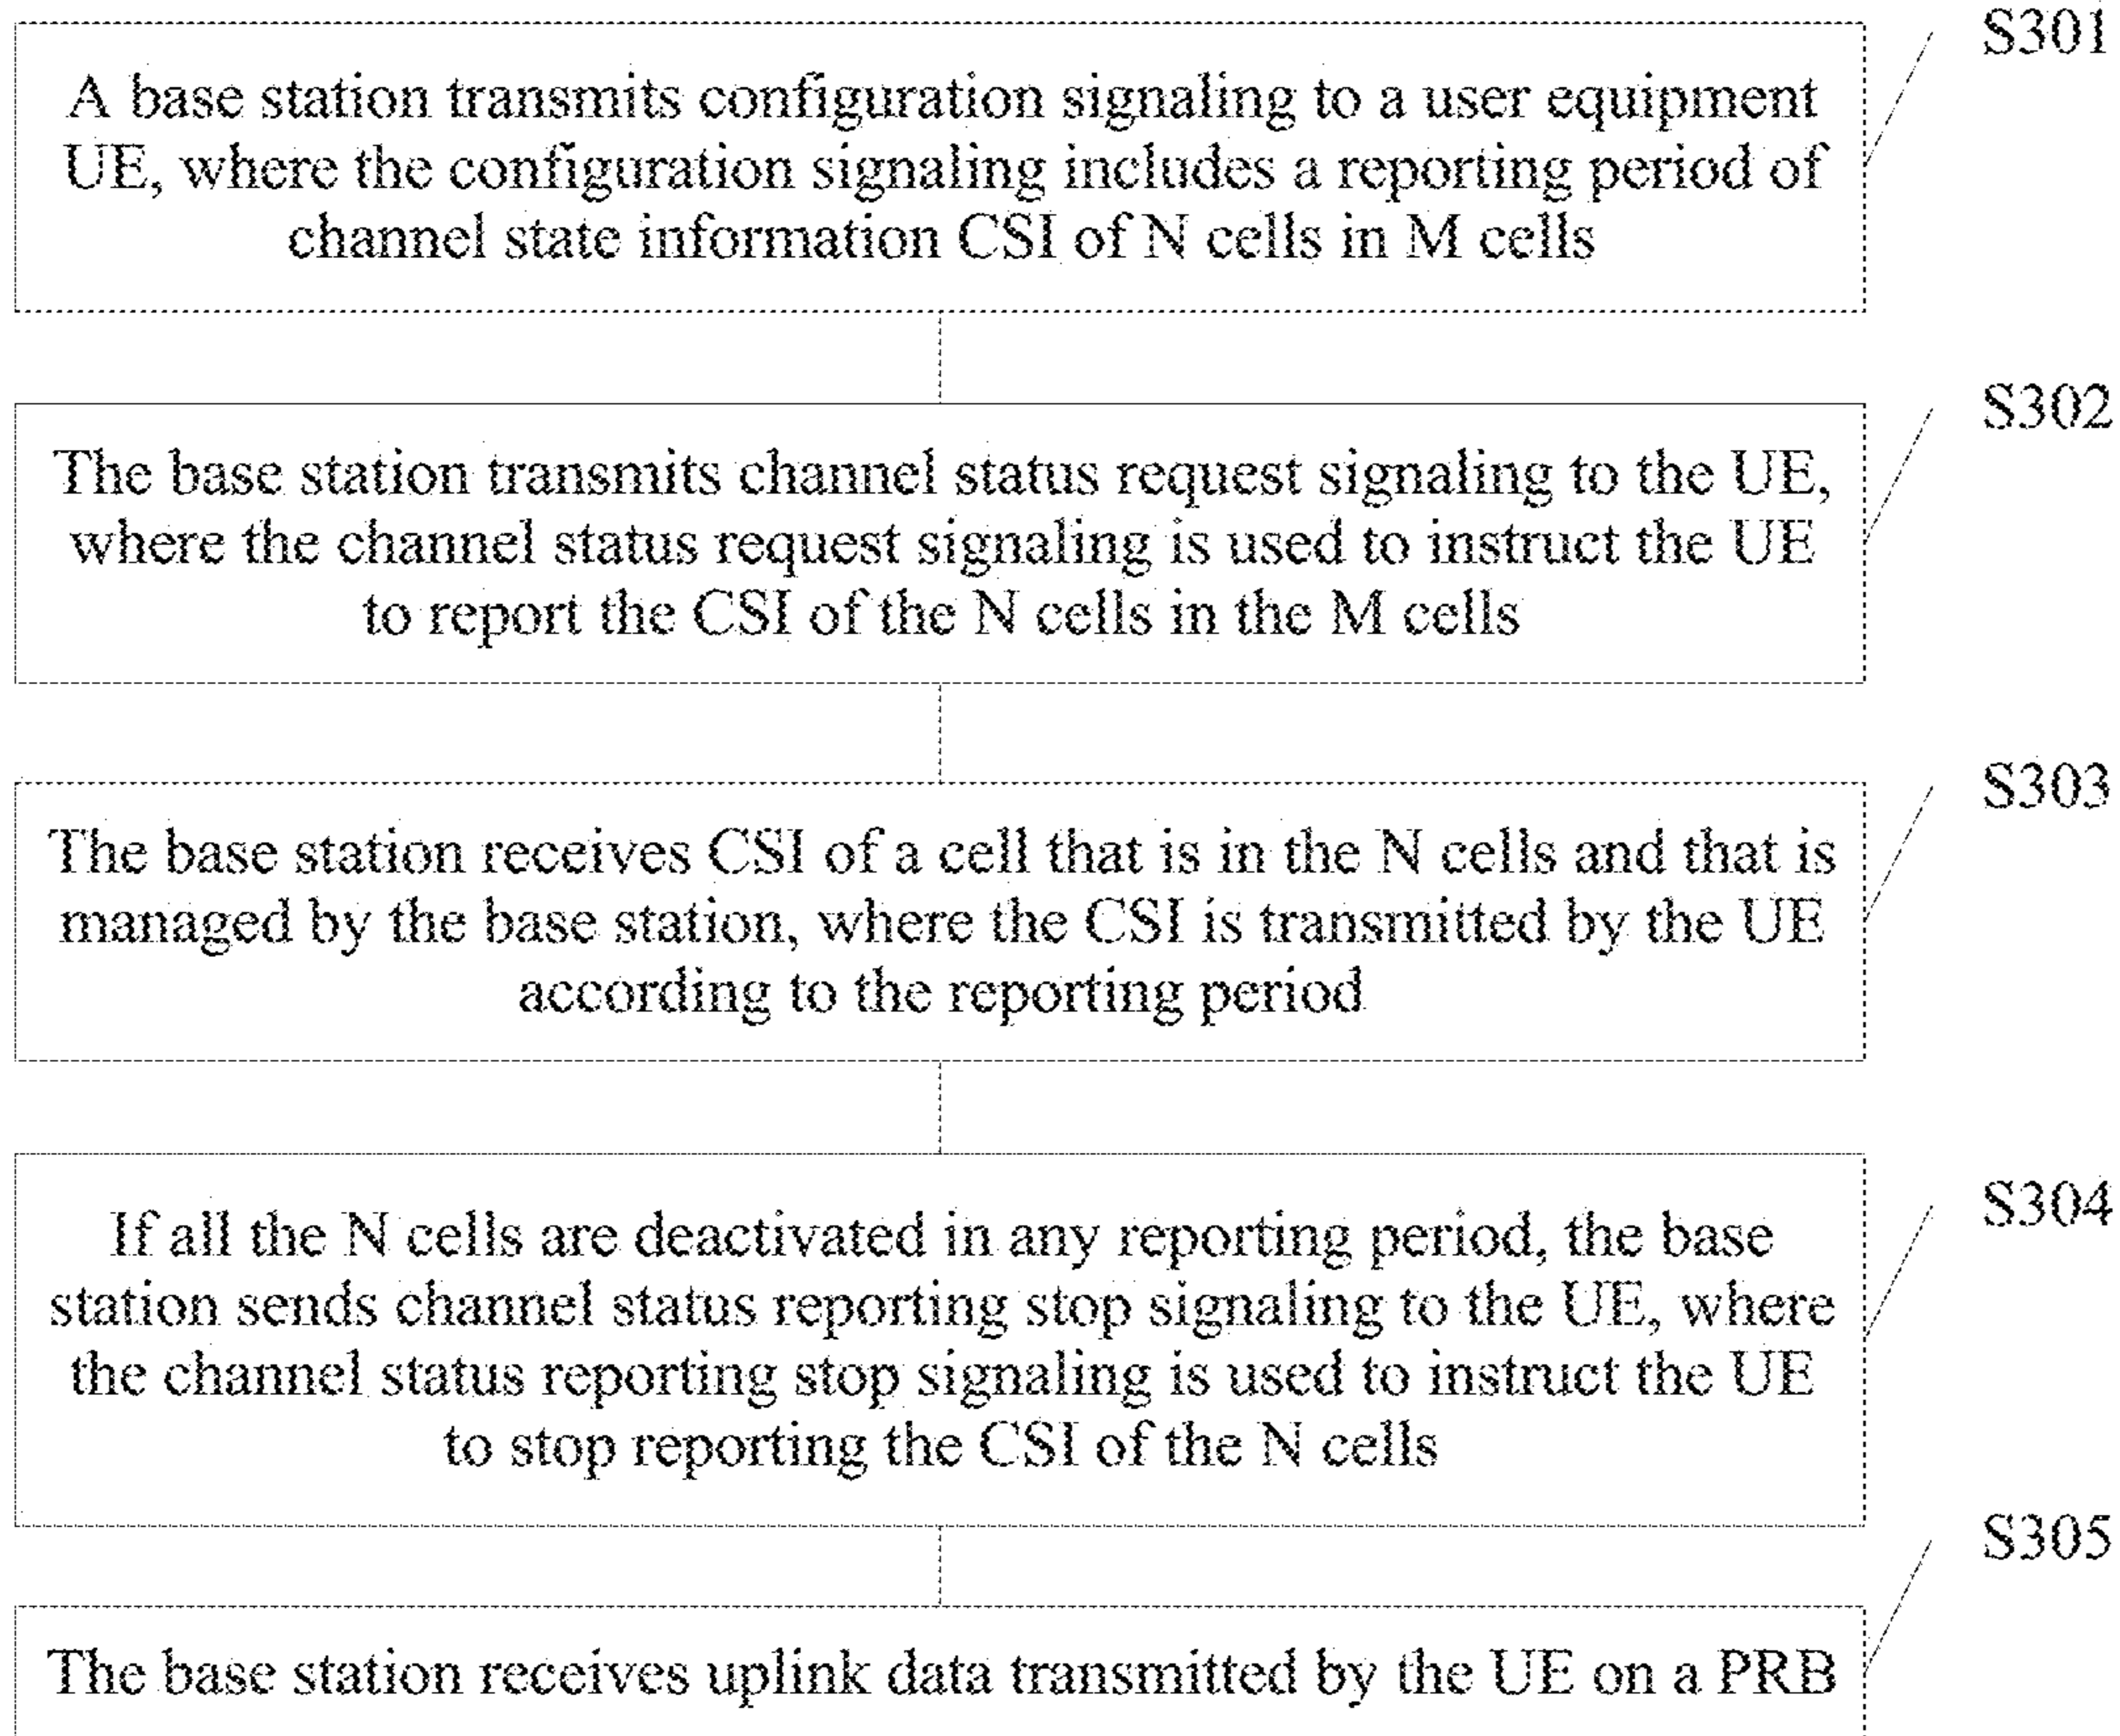 S301
A base station transmits configuration signaling to a user equipment
UE, where the configuration signaling includes a reporting period of
channel state information CSI of N cells in M cells
S302
The base station transmits channel status request signaling to the UE,
where the channel status request signaling is used to instruct the UE
to report the CSI of the N cells in the M cells
S303
The base station receives CSI of a cell that is in the N cells and that is
managed by the base station, where the CSI is transmitted by the UE
according to the reporting period
S304
If all the N cells are deactivated in any reporting period, the base
station sends channel status reporting stop signaling to the UE, where
the channel status reporting stop signaling is used to instruct the UE
to stop reporting the CSI of the N cells
S305
The base station receives uplink data transmitted by the UE on a PRB